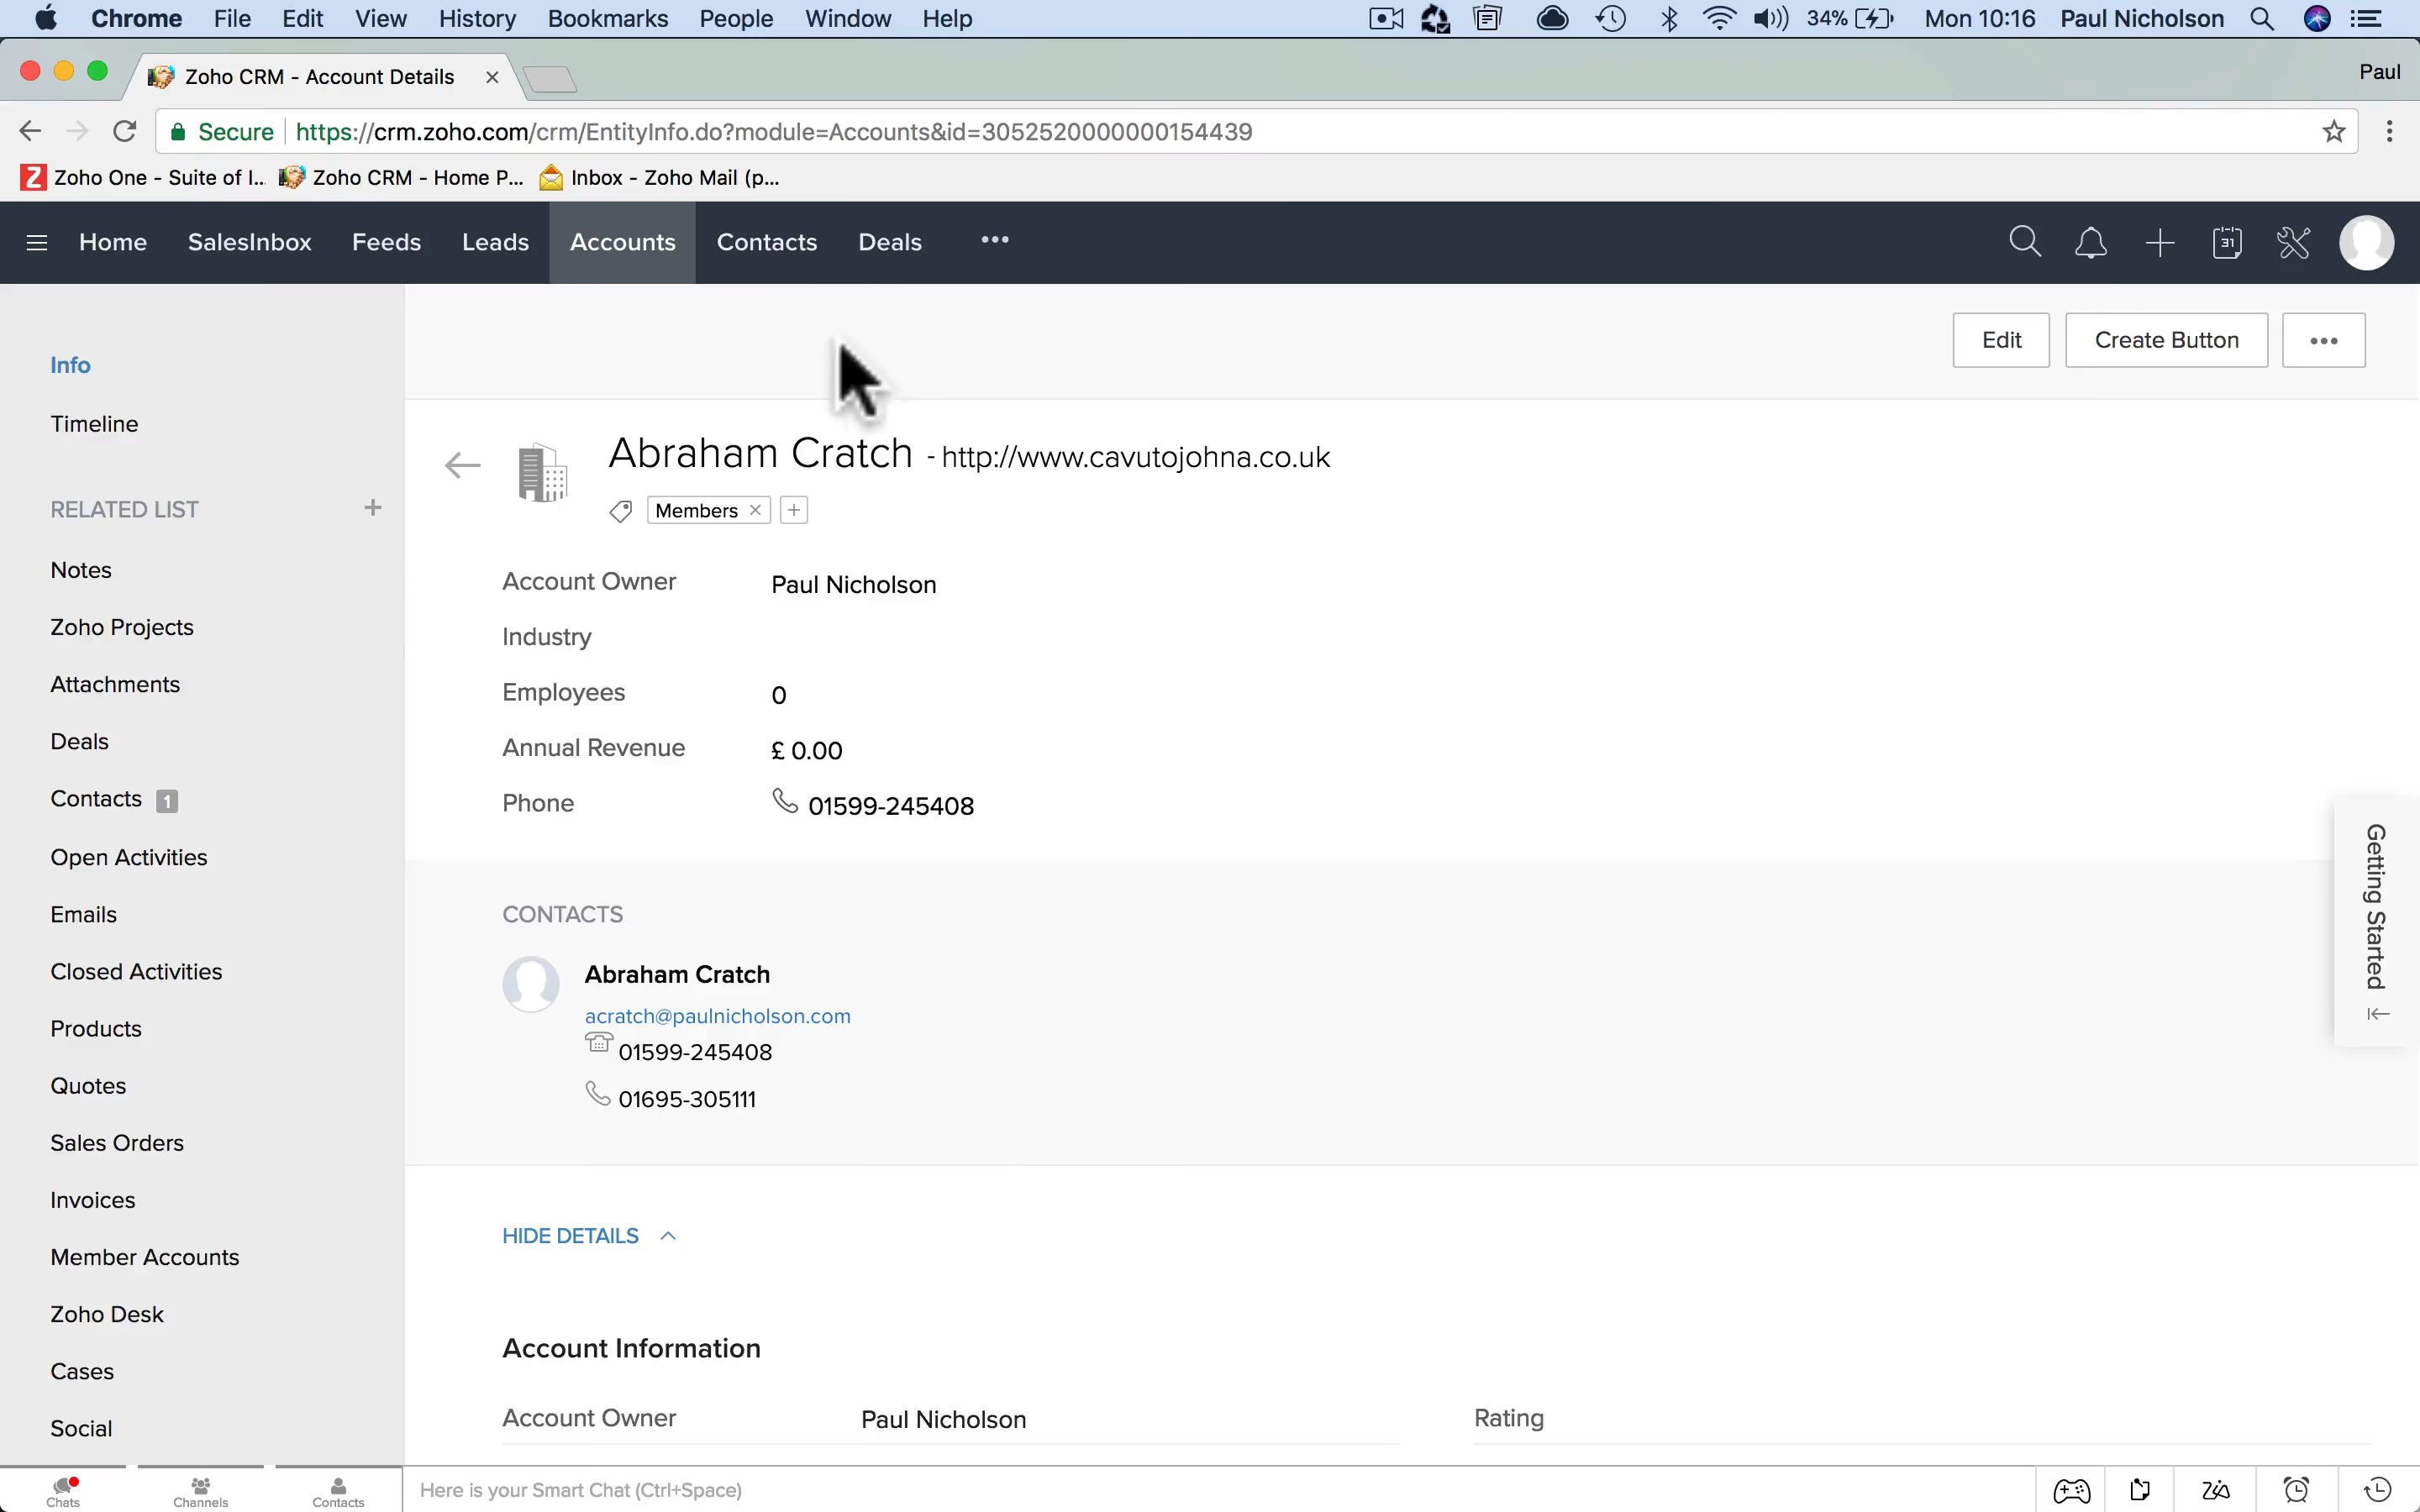 Chrome File Edit View History Bookmarks People Window Help 34% Mon 10:16 Paul Nicholson
Zoho CRM - Account Details Paul
Secure https://crm.zoho.com/crm/EntityInfo.do?module=Accounts&id=3052520000000154439
Z Zoho One - Suite of I... Zoho CRM - Home P... Inbox - Zoho Mail (p...
Home SalesInbox Feeds Leads Accounts Contacts Deals ••• 31
Edit Create Button •••
Info
Timeline
RELATED LIST +
Notes
Zoho Projects
Attachments
Deals
Contacts 1
Open Activities
Emails
Closed Activities
Products
Quotes
Sales Orders
Invoices
Member Accounts
Zoho Desk
Cases
Social
Abraham Cratch - http://www.cavutojohna.co.uk
Members × +
Account Owner Paul Nicholson
Industry
Employees 0
Annual Revenue £ 0.00
Phone 01599-245408
CONTACTS
Abraham Cratch
acratch@paulnicholson.com
01599-245408
01695-305111
HIDE DETAILS
Account Information
Account Owner Paul Nicholson Rating
Getting Started
Chats Channels Contacts Here is your Smart Chat (Ctrl+Space)